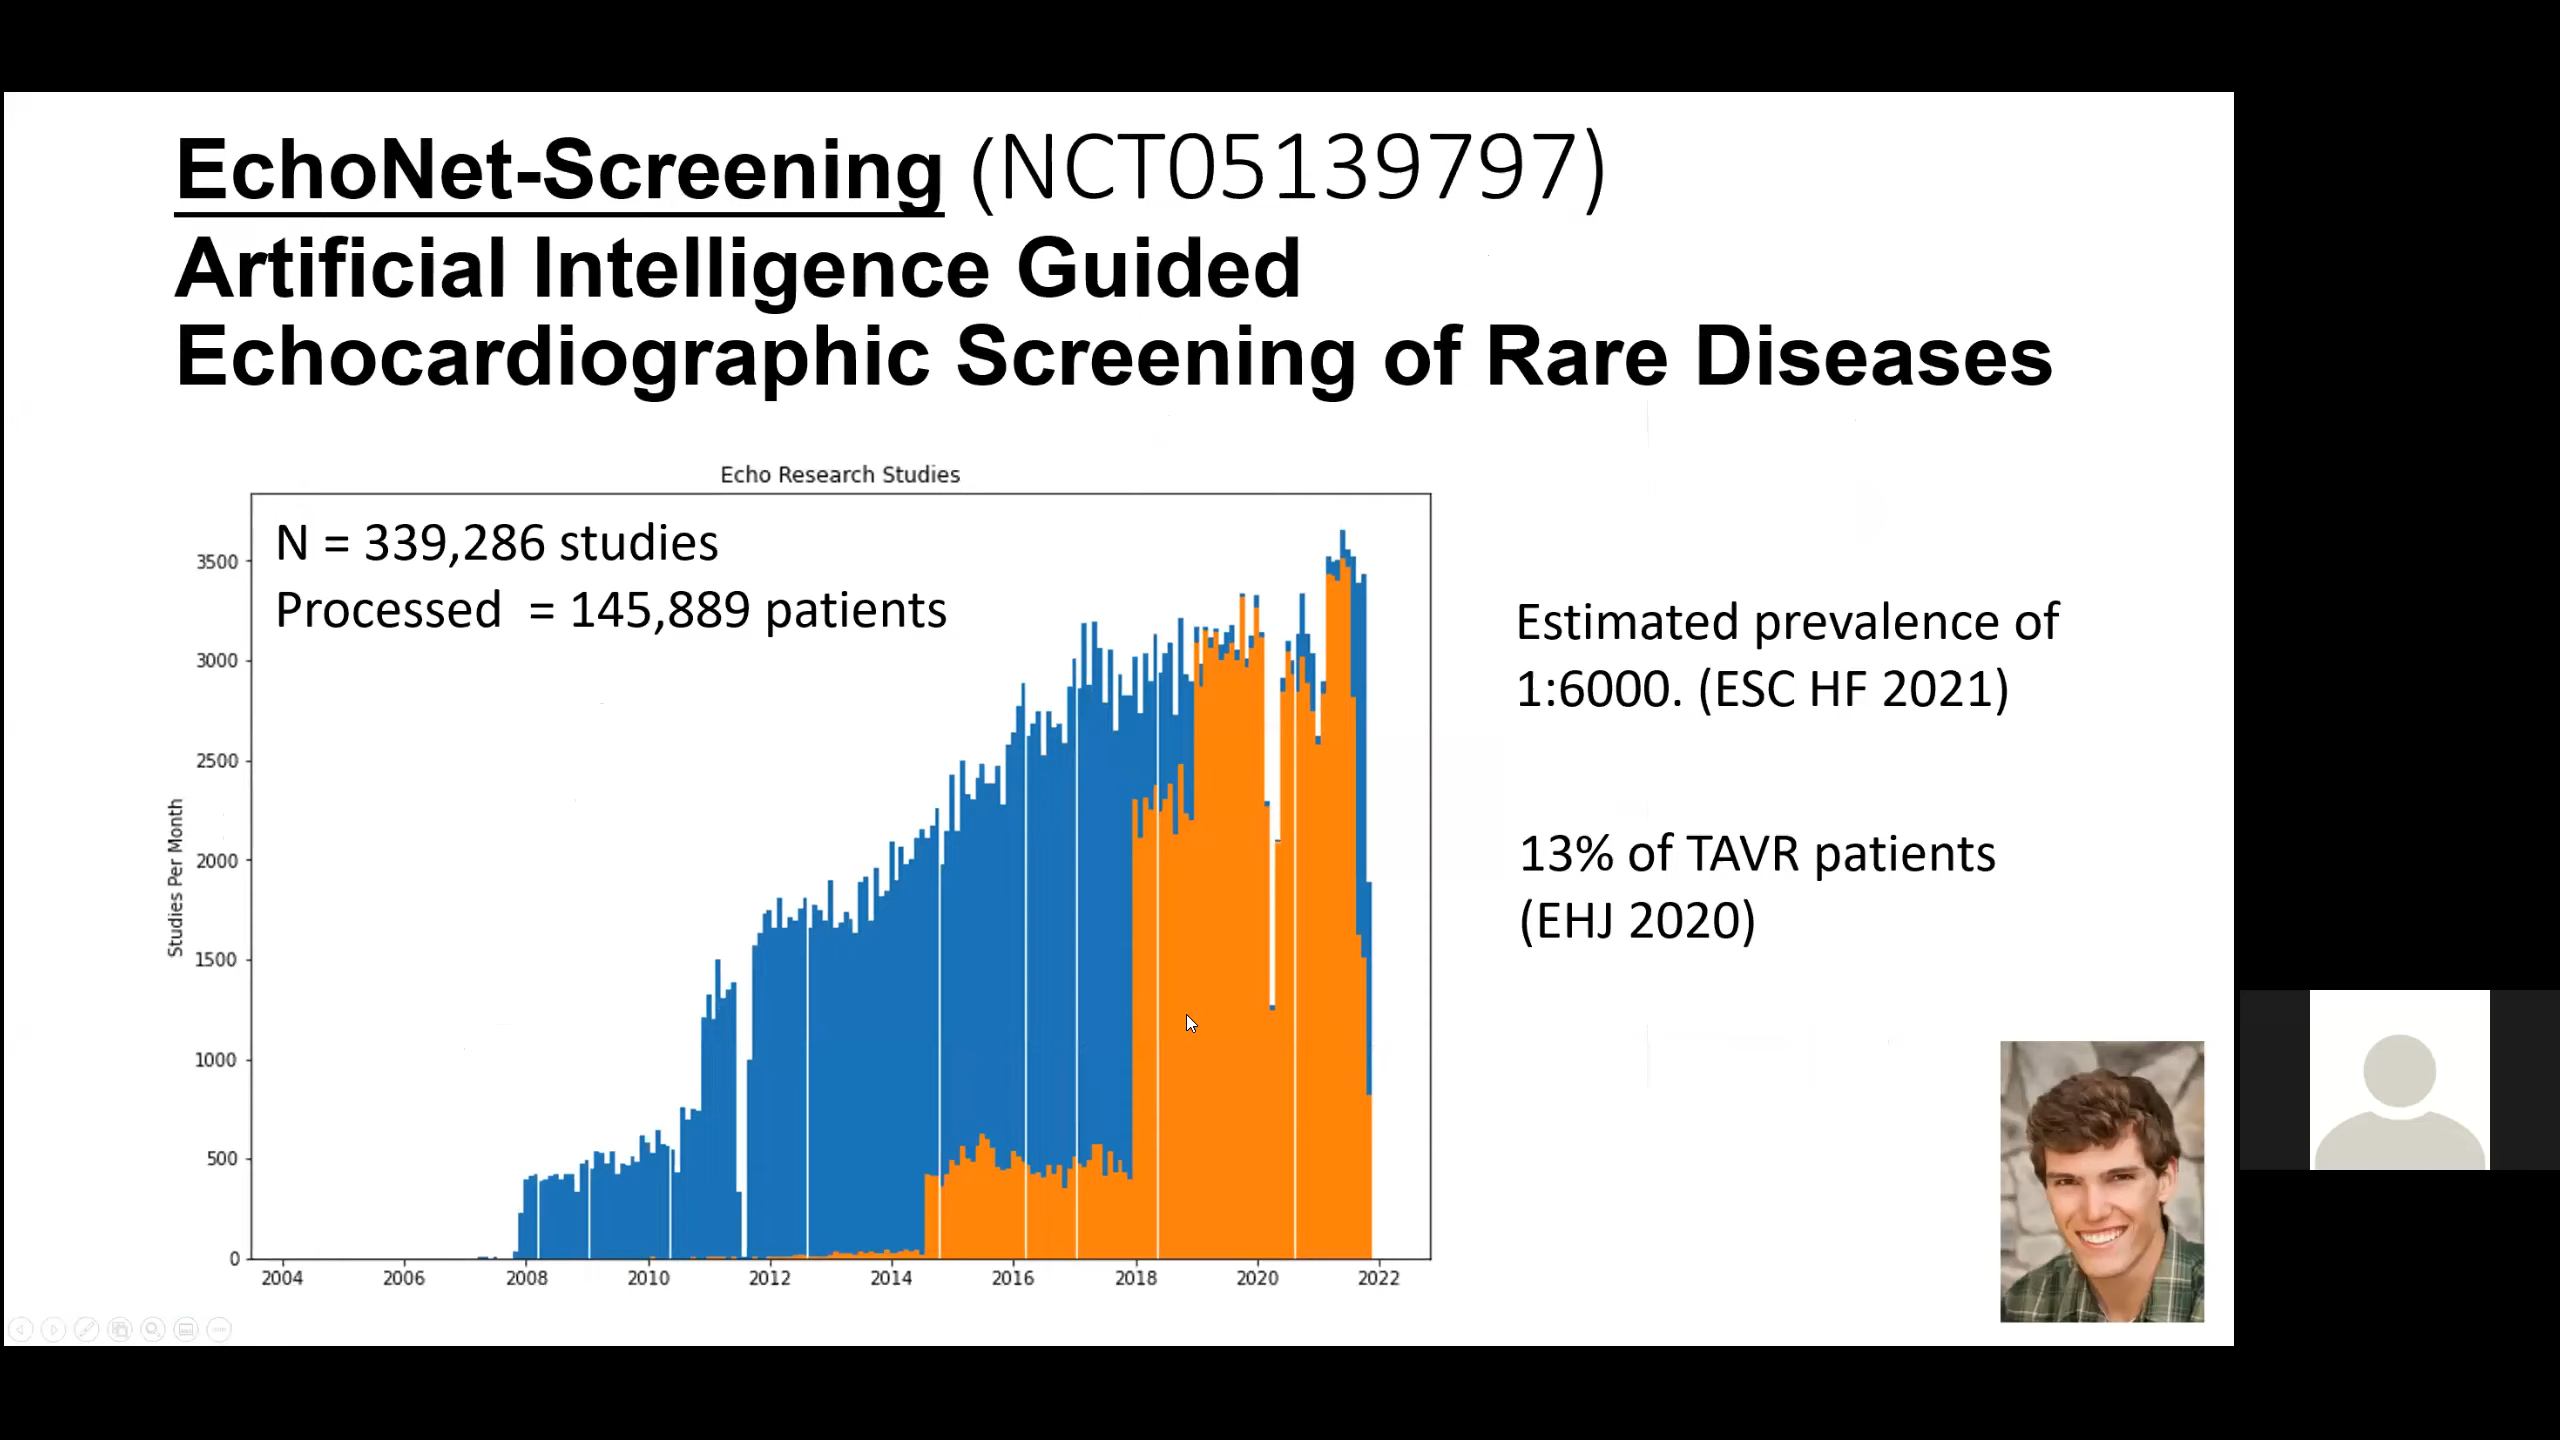 EchoNet-Screening (NCT05139797)
Artificial Intelligence Guided
Echocardiographic Screening of Rare Diseases
Echo Research Studies
N = 339,286 studies
Processed = 145,889 patients
Studies Per Month
3500
3000
2500
2000
1500
1000
500
0
2004 2006 2008 2010 2012 2014 2016 2018 2020 2022
Estimated prevalence of
1:6000. (ESC HF 2021)
13% of TAVR patients
(EHJ 2020)